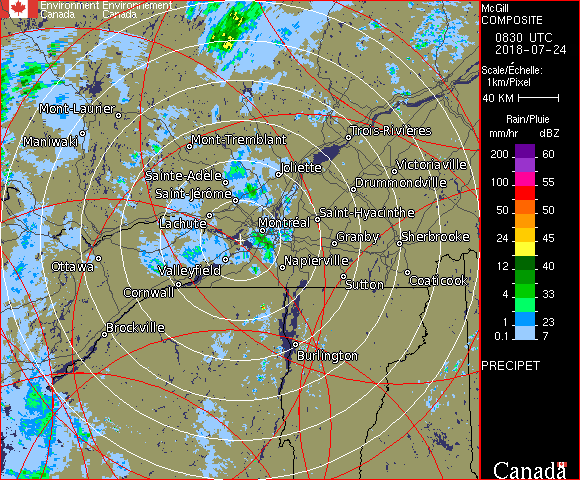 Environment Environnement
Canada Canada
McGill
COMPOSITE
0830 UTC
2018-07-24
Scale/Échelle:
1km/Pixel
40 KM
Rain/Pluie
mm/hr dBZ
200 60
150 57
100 55
50 50
24 45
12 40
4 33
1 23
0.1 7
PRECIPET
Canada
Mont-Laurier
Maniwaki
Mont-Tremblant
Trois-Rivières
Sainte-Adèle
Joliette
Victoriaville
Drummondville
Saint-Jérôme
Lachute
Montréal
Saint-Hyacinthe
Granby
Sherbrooke
Ottawa
Valleyfield
Napierville
Cornwall
Sutton
Coaticook
Brockville
Burlington